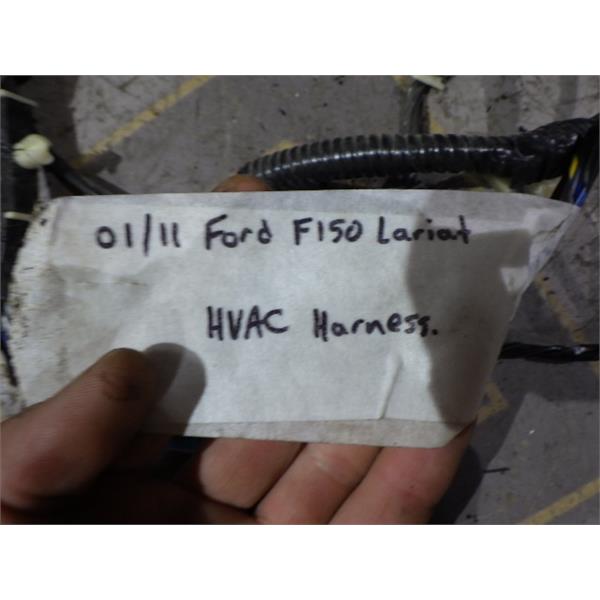 01/11 Ford F150 Lariat
HVAC Harness.